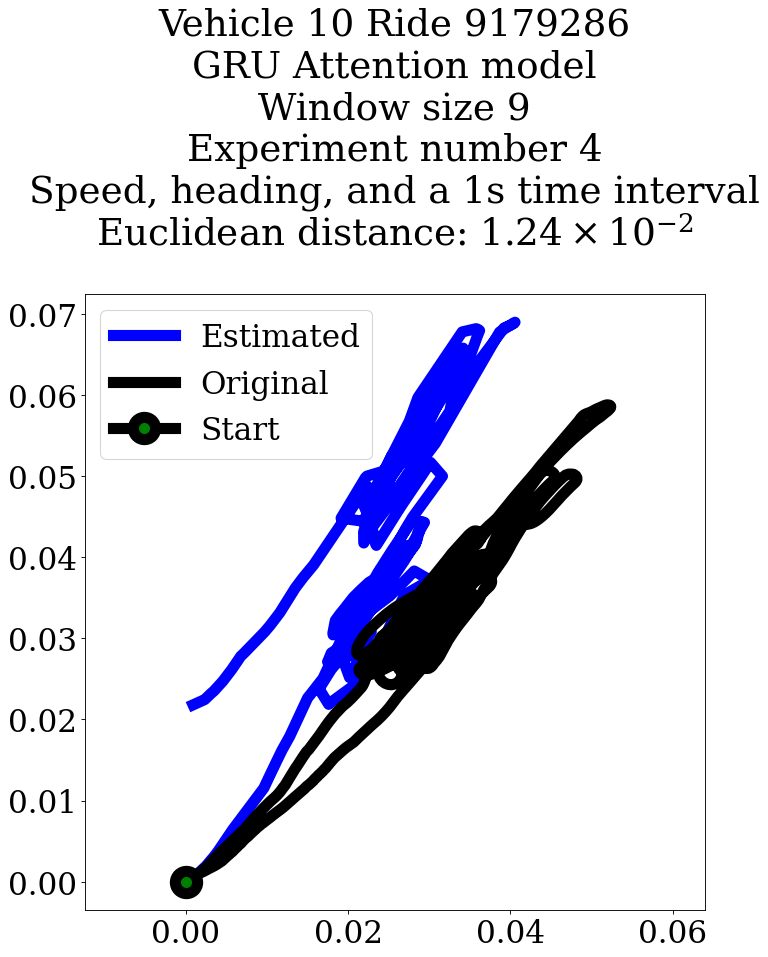 Vehicle 10 Ride 9179286
GRU Attention model
Window size 9
Experiment number 4
Speed, heading, and a 1s time interval
Euclidean distance: 1.24 × 10⁻²
Estimated
Original
Start
0.07
0.06
0.05
0.04
0.03
0.02
0.01
0.00
0.00 0.02 0.04 0.06